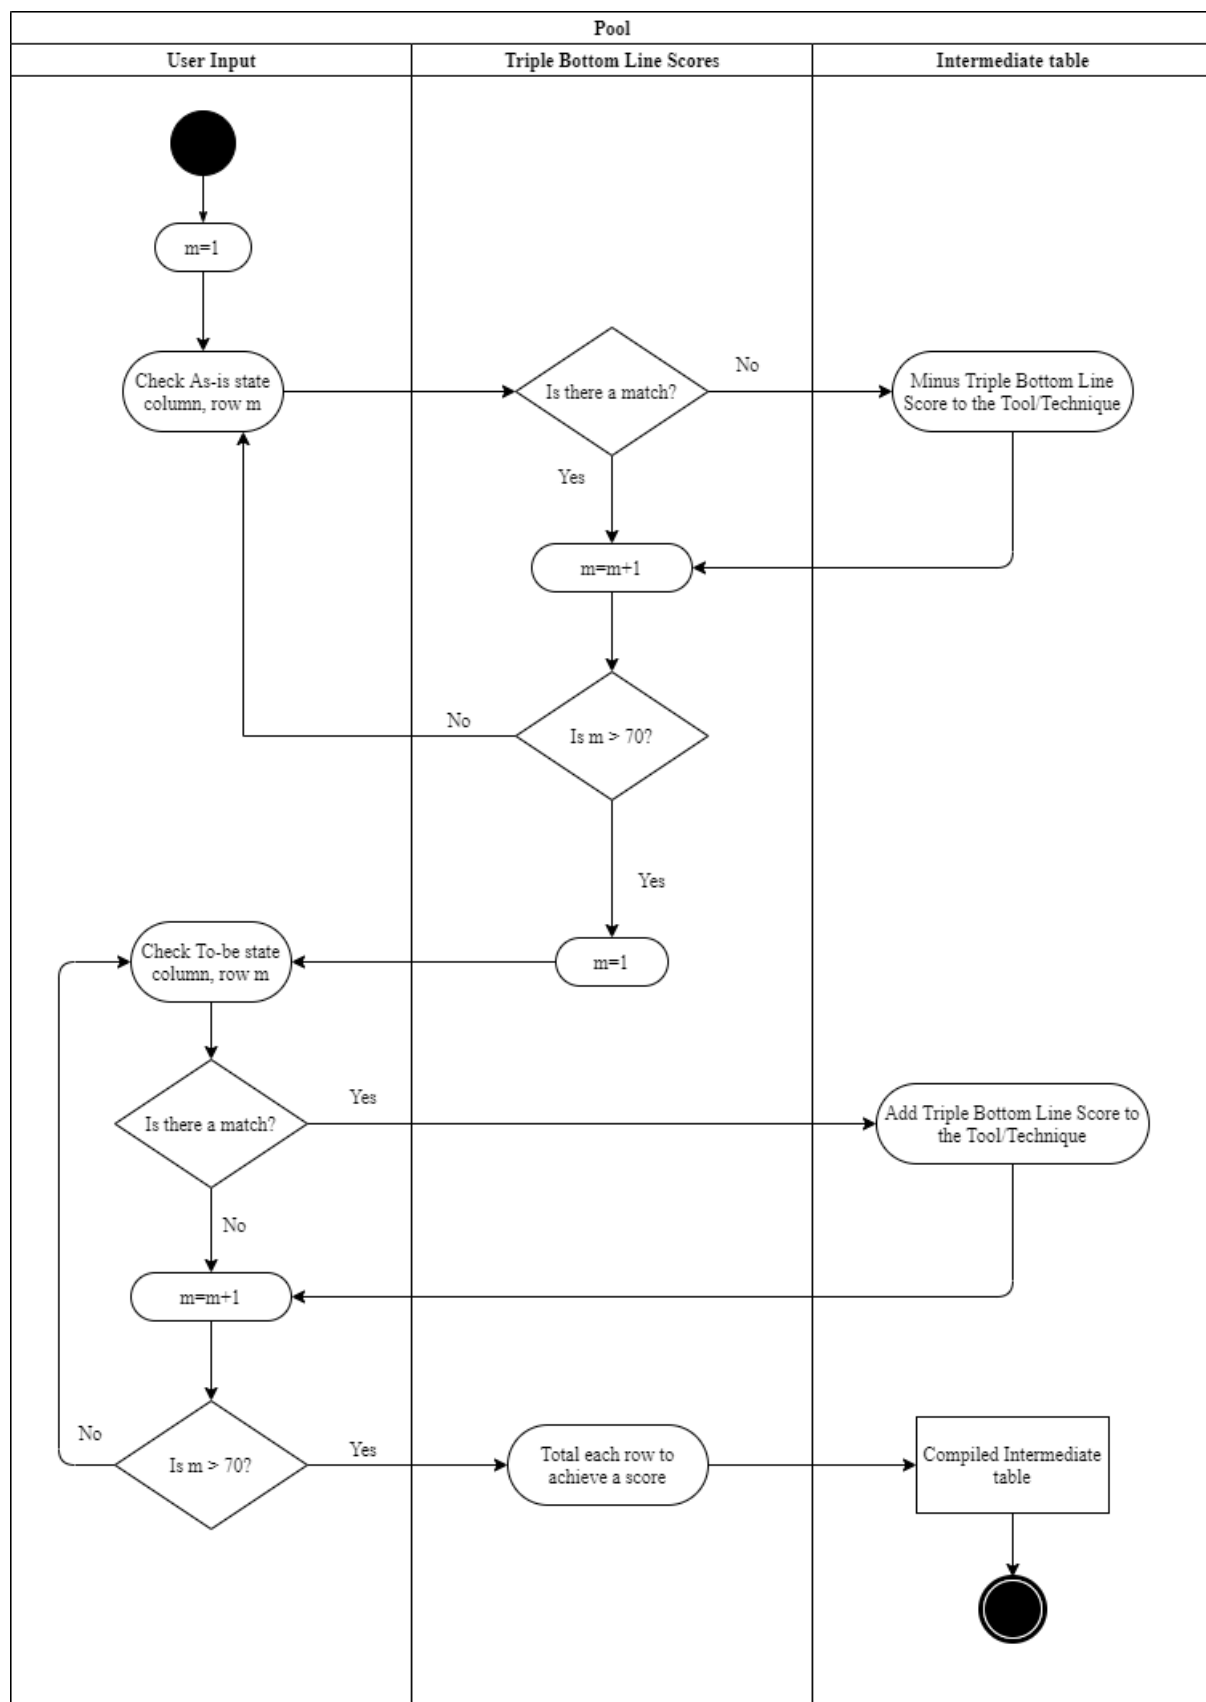 Pool
User Input
Triple Bottom Line Scores
Intermediate table
m=1
Check As-is state
column, row m
Is there a match?
No
Minus Triple Bottom Line
Score to the Tool/Technique
Yes
m=m+1
No
Is m > 70?
Yes
Check To-be state
column, row m
m=1
Is there a match?
Yes
Add Triple Bottom Line Score to
the Tool/Technique
No
m=m+1
No
Is m > 70?
Yes
Total each row to
achieve a score
Compiled Intermediate
table